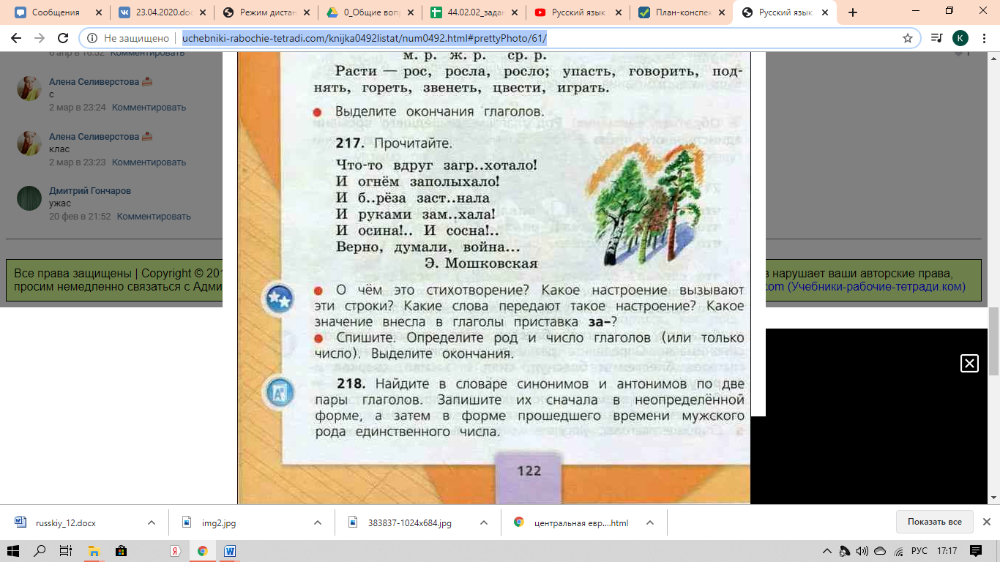 Сообщения
23.04.2020.doc
Режим дистан
0_Общие вопр
44.02.02_зада
Русский язык
План-конспек
Русский язык
Не защищено
uchebniki-rabochie-tetradi.com/knijka0492listat/num0492.html#prettyPhoto/61/
К
6 апр в 16:52 Комментировать
Алена Селиверстова
с
2 мар в 23:24 Комментировать
Алена Селиверстова
клас
2 мар в 23:23 Комментировать
Дмитрий Гончаров
ужас
20 фев в 21:52 Комментировать
Все права защищены | Copyright © 201
просим немедленно связаться с Адми
в нарушает ваши авторские права,
com (Учебники-рабочие-тетради.ком)
м. р. ж. р. ср. р.
Расти — рос, росла, росло; упасть, говорить, под-
нять, гореть, звенеть, цвести, играть.
Выделите окончания глаголов.
217. Прочитайте.
Что-то вдруг загр..хотало!
И огнём заполыхало!
И б..рёза заст..нала
И руками зам..хала!
И осина!.. И сосна!..
Верно, думали, война...
Э. Мошковская
О чём это стихотворение? Какое настроение вызывают
эти строки? Какие слова передают такое настроение? Какое
значение внесла в глаголы приставка за-?
Спишите. Определите род и число глаголов (или только
число). Выделите окончания.
218. Найдите в словаре синонимов и антонимов по две
пары глаголов. Запишите их сначала в неопределённой
форме, а затем в форме прошедшего времени мужского
рода единственного числа.
122
russkiy_12.docx
img2.jpg
383837-1024x684.jpg
центральная евр....html
Показать все
РУС
17:17